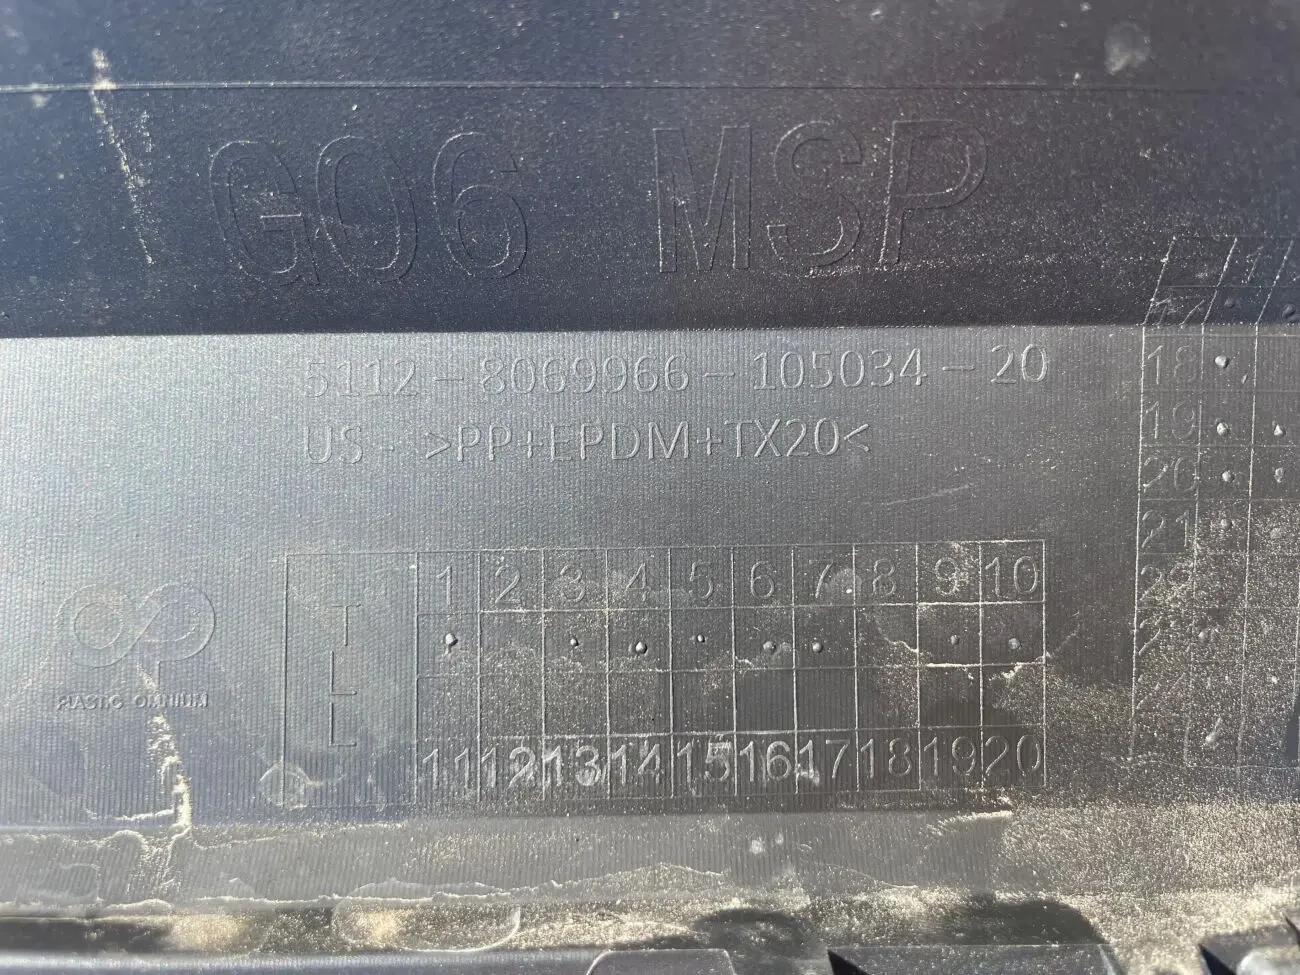 G06 MSP
5112-8069966-105034-20
US- >PP+EPDM+TX20<
PLASTIC OMNIUM
TLL
1 2 3 4 5 6 7 8 9 10
11 12 13 14 15 16 17 18 19 20
18
19
20
21